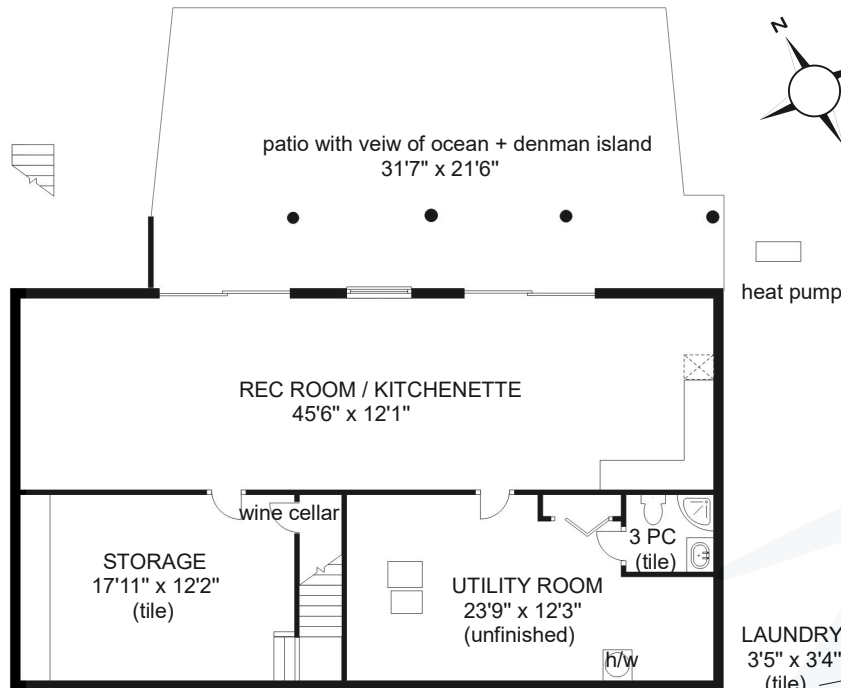 N
patio with veiw of ocean + denman island
31'7" x 21'6"
heat pump
REC ROOM / KITCHENETTE
45'6" x 12'1"
wine cellar
STORAGE
17'11" x 12'2"
(tile)
3 PC
(tile)
UTILITY ROOM
23'9" x 12'3"
(unfinished)
h/w
LAUNDRY
3'5" x 3'4"
(tile)